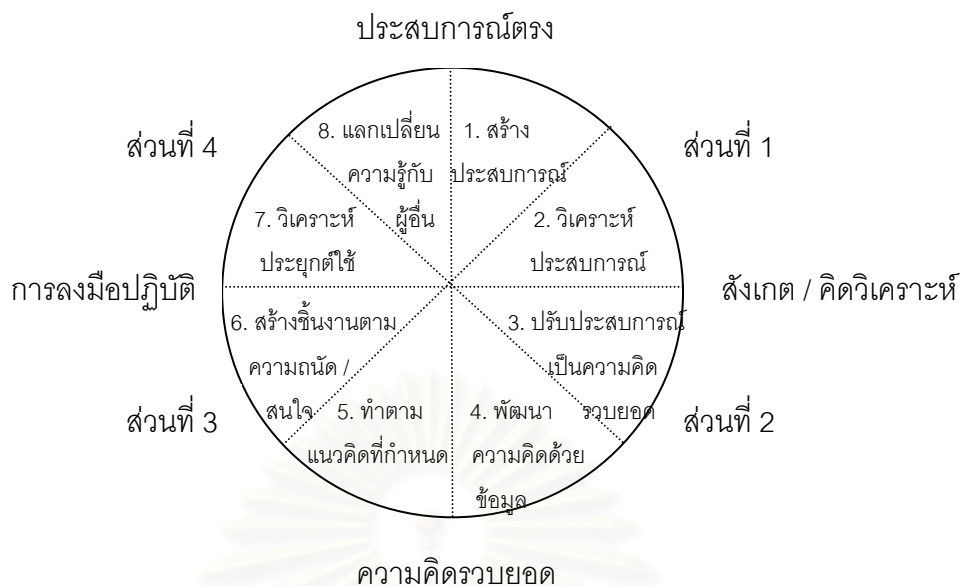 ประสบการณ์ตรง
ส่วนที่ 4
ส่วนที่ 1
8. แลกเปลี่ยน
ความรู้กับ
ผู้อื่น
1. สร้าง
ประสบการณ์
7. วิเคราะห์
ประยุกต์ใช้
2. วิเคราะห์
ประสบการณ์
การลงมือปฏิบัติ
สังเกต / คิดวิเคราะห์
6. สร้างชิ้นงานตาม
ความถนัด /
สนใจ
3. ปรับประสบการณ์
เป็นความคิด
รวบยอด
ส่วนที่ 3
ส่วนที่ 2
5. ทำตาม
แนวคิดที่กำหนด
4. พัฒนา
ความคิดด้วย
ข้อมูล
ความคิดรวบยอด